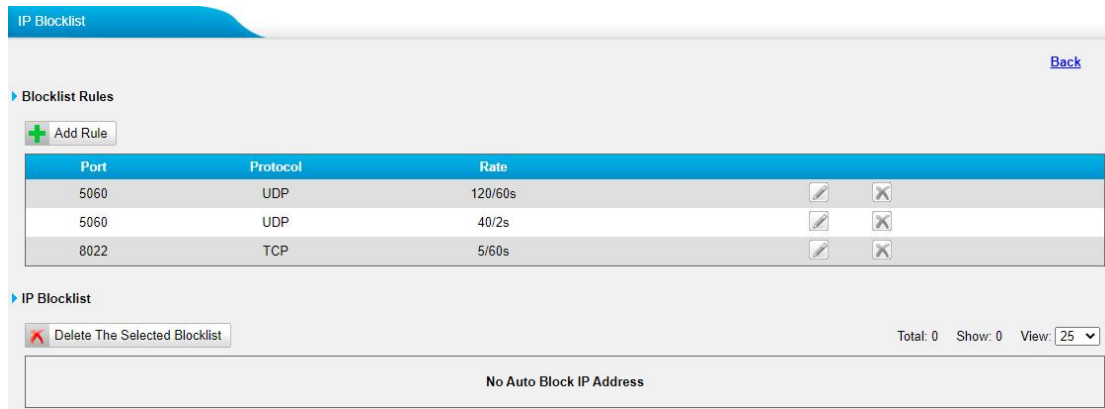 IP Blocklist
Back
Blocklist Rules
Add Rule
Port Protocol Rate
5060 UDP 120/60s
5060 UDP 40/2s
8022 TCP 5/60s
IP Blocklist
Delete The Selected Blocklist Total: 0 Show: 0 View: 25
No Auto Block IP Address